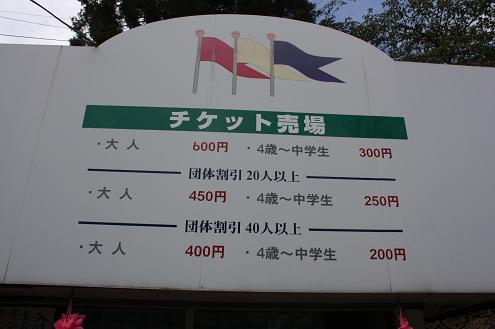 チケット売場
・大人 600円 ・4歳～中学生 300円
団体割引20人以上
・大人 450円 ・4歳～中学生 250円
団体割引40人以上
・大人 400円 ・4歳～中学生 200円